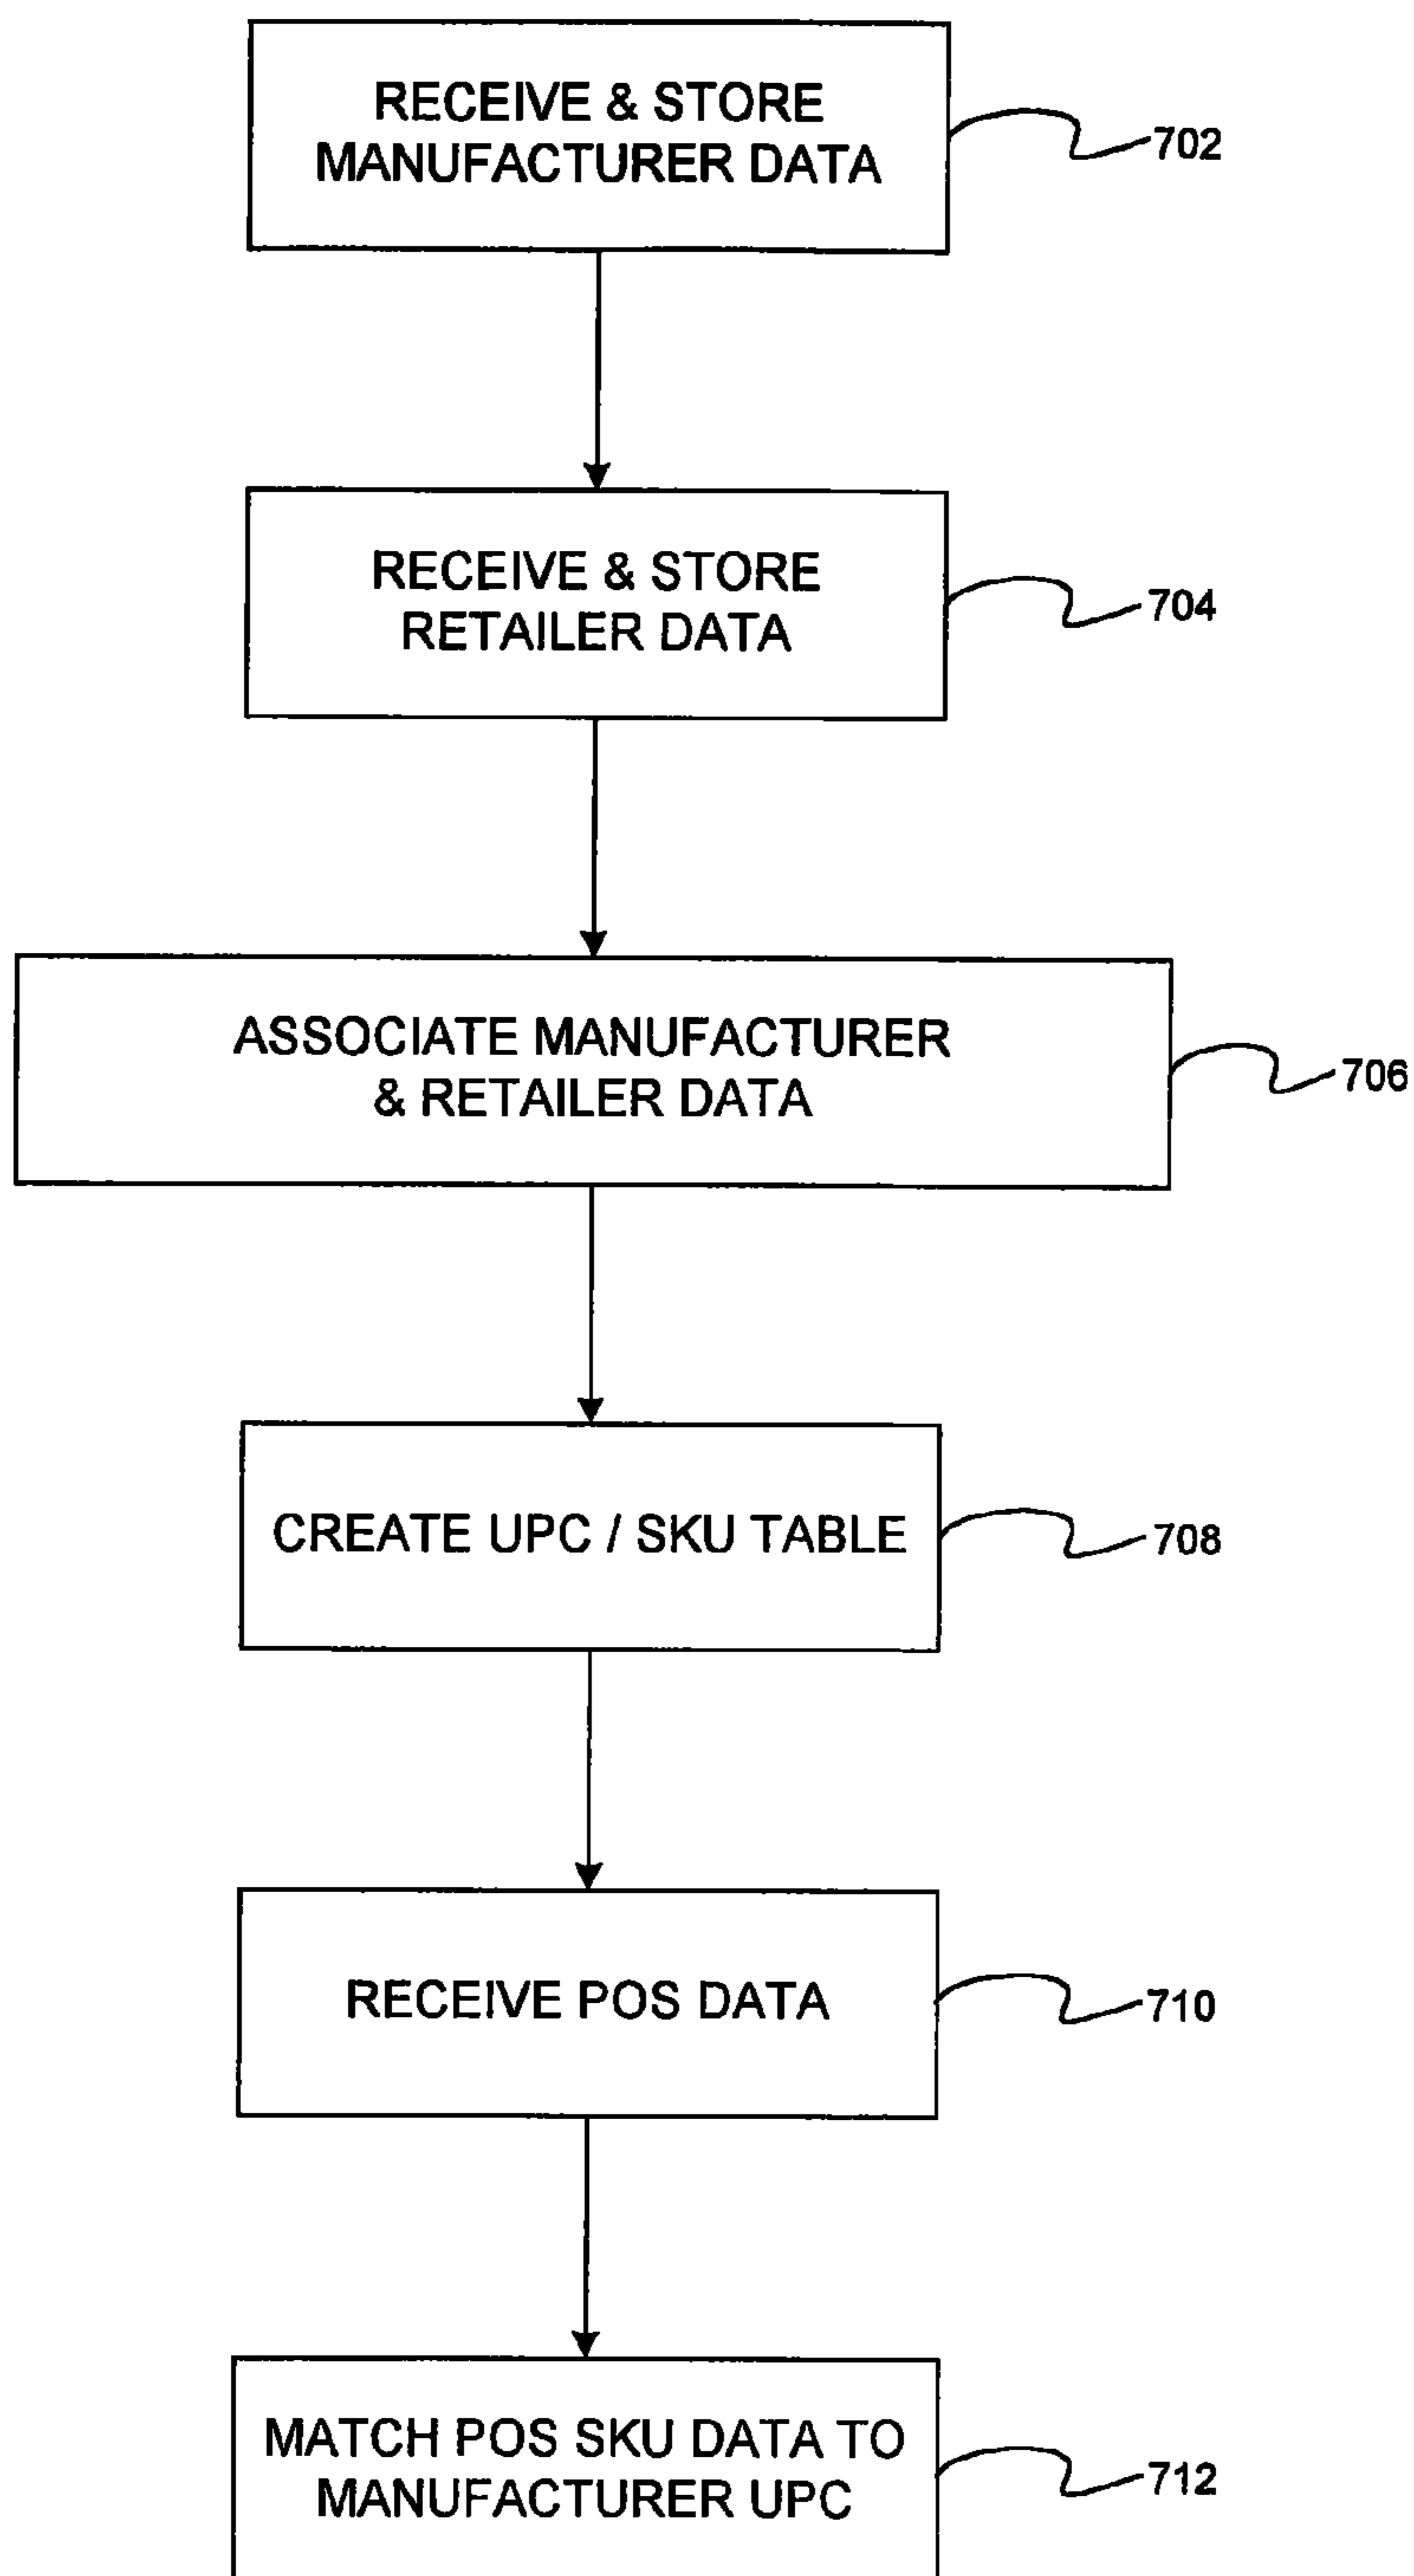 RECEIVE & STORE
MANUFACTURER DATA
702
RECEIVE & STORE
RETAILER DATA
704
ASSOCIATE MANUFACTURER
& RETAILER DATA
706
CREATE UPC / SKU TABLE
708
RECEIVE POS DATA
710
MATCH POS SKU DATA TO
MANUFACTURER UPC
712